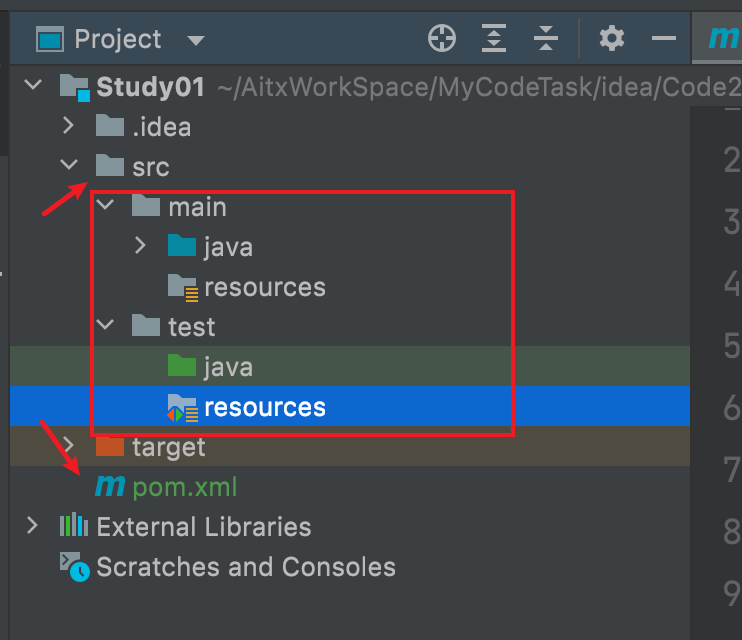 Project
Study01 ~/AitxWorkSpace/MyCodeTask/idea/Code2
.idea
src
main
java
resources
test
java
resources
target
m pom.xml
External Libraries
Scratches and Consoles
m
2
3
4
5
6
7
8
9